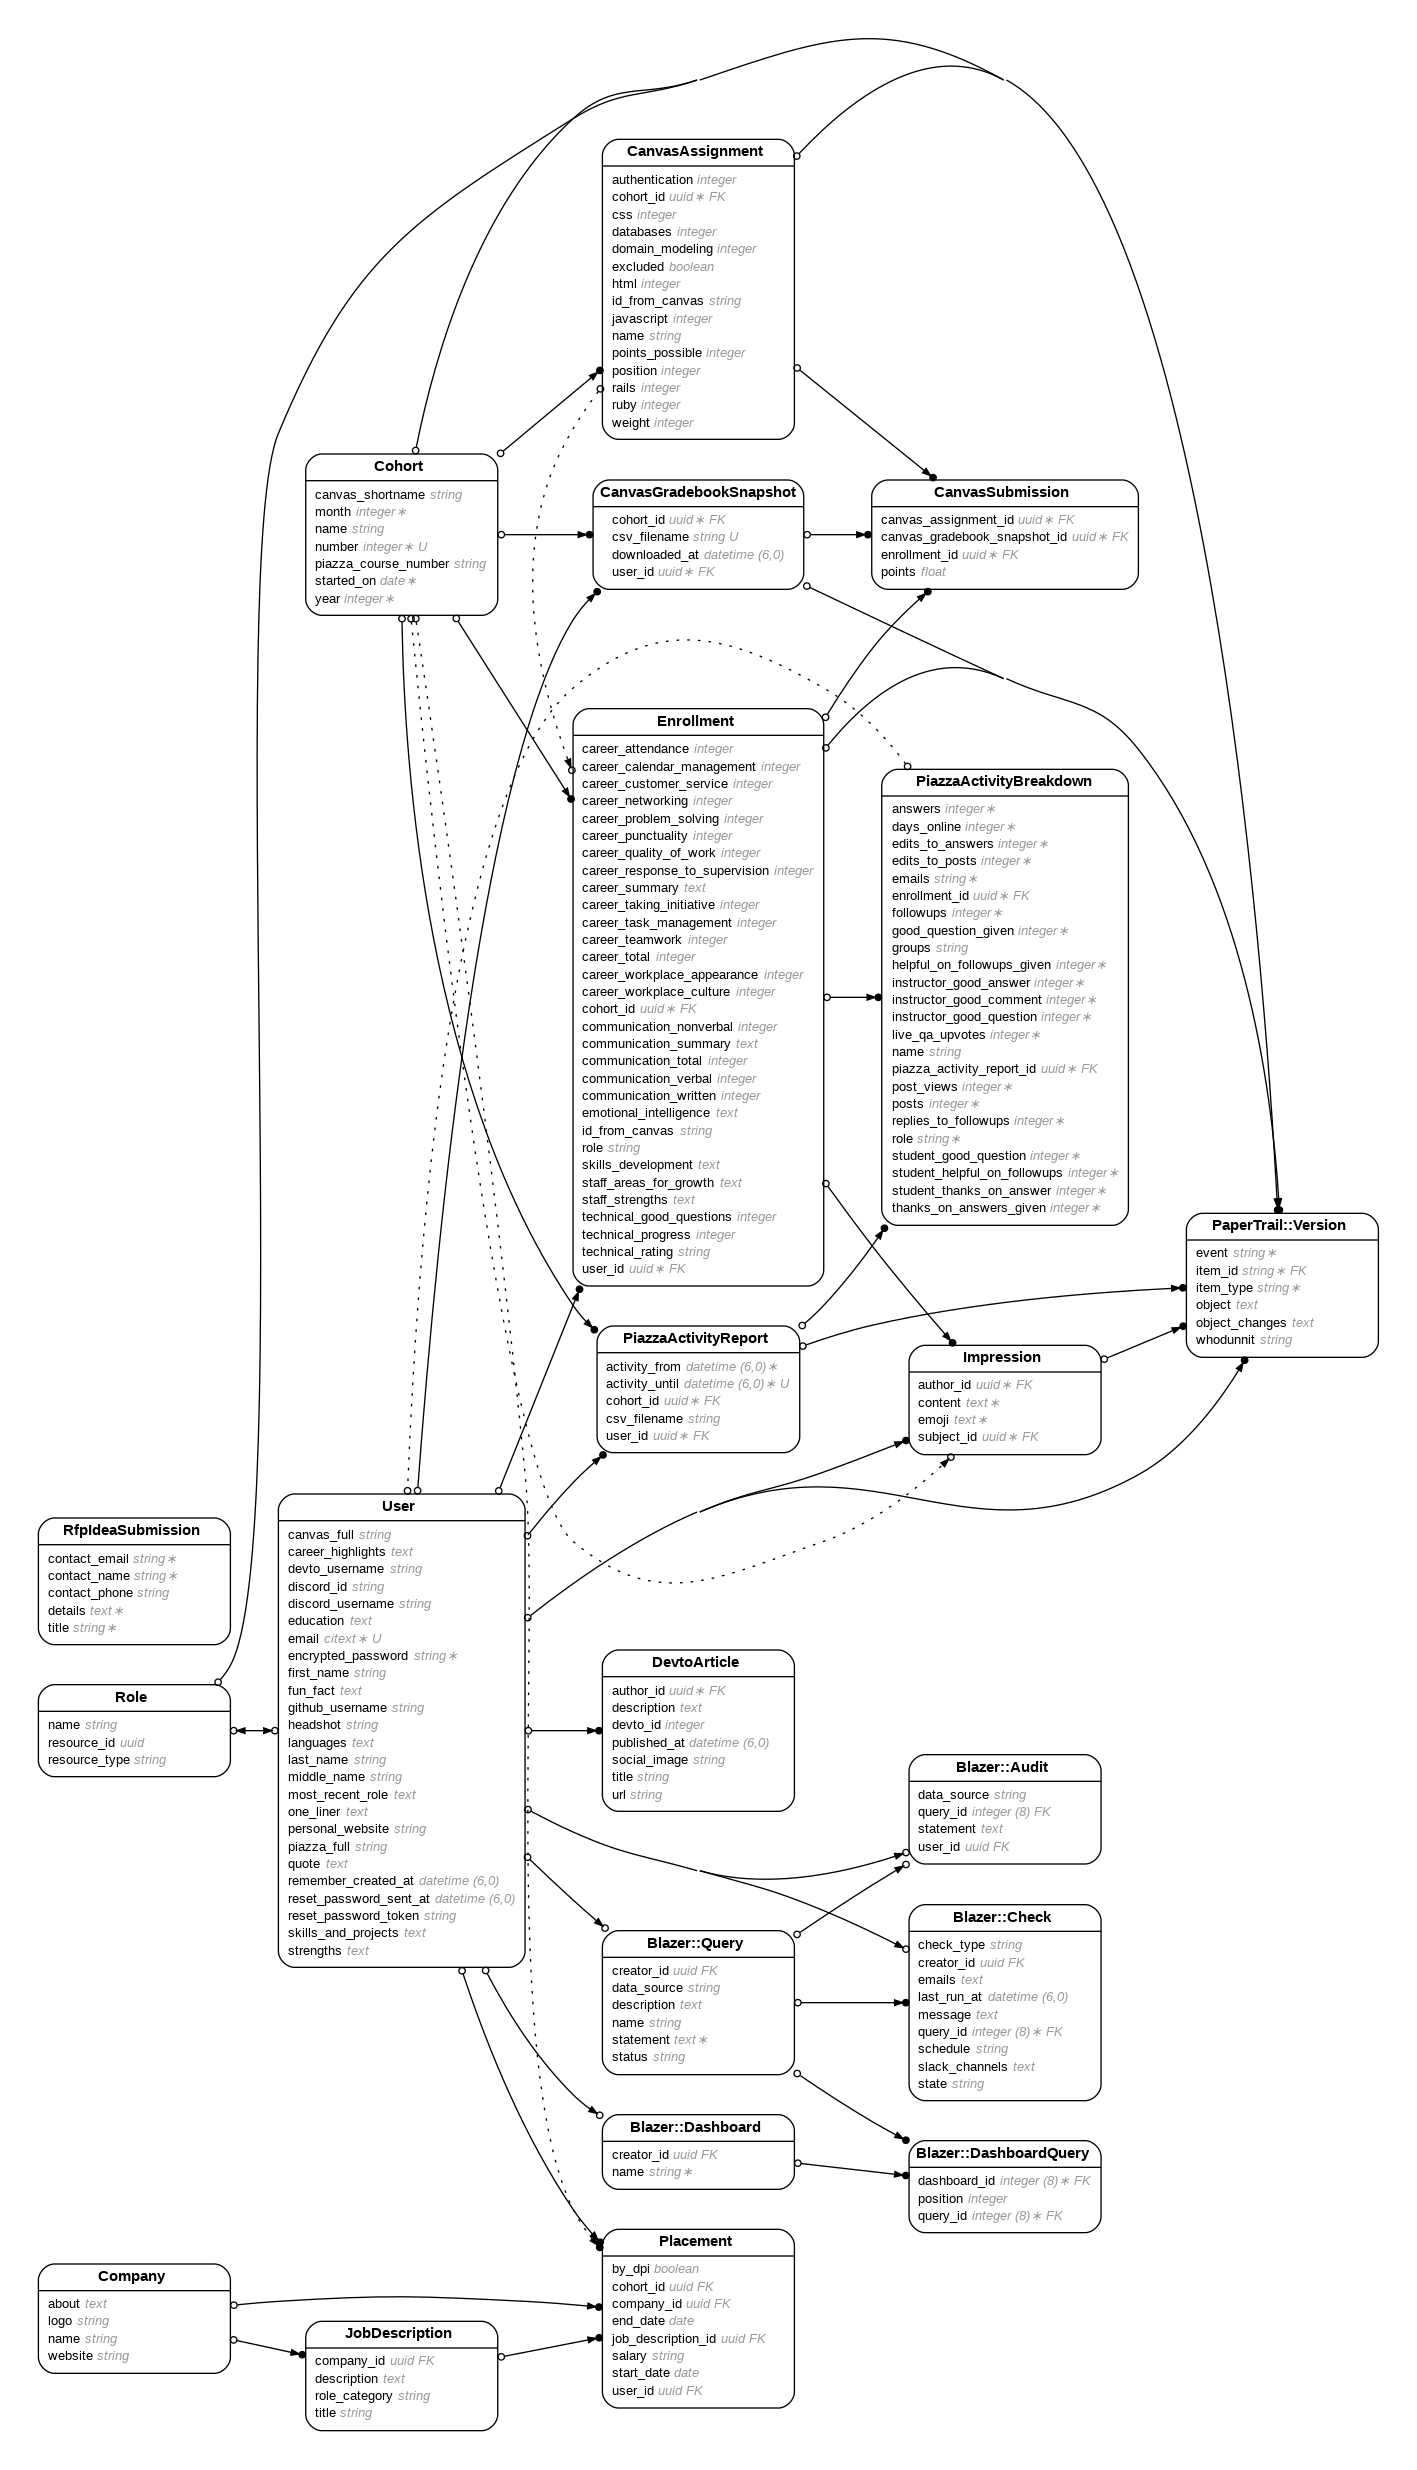 CanvasAssignment
authentication integer
cohort_id uuid∗ FK
css integer
databases integer
domain_modeling integer
excluded boolean
html integer
id_from_canvas string
javascript integer
name string
points_possible integer
position integer
rails integer
ruby integer
weight integer
Cohort
canvas_shortname string
month integer∗
name string
number integer∗ U
piazza_course_number string
started_on date∗
year integer∗
CanvasGradebookSnapshot
cohort_id uuid∗ FK
csv_filename string U
downloaded_at datetime (6,0)
user_id uuid∗ FK
CanvasSubmission
canvas_assignment_id uuid∗ FK
canvas_gradebook_snapshot_id uuid∗ FK
enrollment_id uuid∗ FK
points float
Enrollment
career_attendance integer
career_calendar_management integer
career_customer_service integer
career_networking integer
career_problem_solving integer
career_punctuality integer
career_quality_of_work integer
career_response_to_supervision integer
career_summary text
career_taking_initiative integer
career_task_management integer
career_teamwork integer
career_total integer
career_workplace_appearance integer
career_workplace_culture integer
cohort_id uuid∗ FK
communication_nonverbal integer
communication_summary text
communication_total integer
communication_verbal integer
communication_written integer
emotional_intelligence text
id_from_canvas string
role string
skills_development text
staff_areas_for_growth text
staff_strengths text
technical_good_questions integer
technical_progress integer
technical_rating string
user_id uuid∗ FK
PiazzaActivityBreakdown
answers integer∗
days_online integer∗
edits_to_answers integer∗
edits_to_posts integer∗
emails string∗
enrollment_id uuid∗ FK
followups integer∗
good_question_given integer∗
groups string
helpful_on_followups_given integer∗
instructor_good_answer integer∗
instructor_good_comment integer∗
instructor_good_question integer∗
live_qa_upvotes integer∗
name string
piazza_activity_report_id uuid∗ FK
post_views integer∗
posts integer∗
replies_to_followups integer∗
role string∗
student_good_question integer∗
student_helpful_on_followups integer∗
student_thanks_on_answer integer∗
thanks_on_answers_given integer∗
PaperTrail::Version
event string∗
item_id string∗ FK
item_type string∗
object text
object_changes text
whodunnit string
PiazzaActivityReport
activity_from datetime (6,0)∗
activity_until datetime (6,0)∗ U
cohort_id uuid∗ FK
csv_filename string
user_id uuid∗ FK
Impression
author_id uuid∗ FK
content text∗
emoji text∗
subject_id uuid∗ FK
User
canvas_full string
career_highlights text
devto_username string
discord_id string
discord_username string
education text
email citext∗ U
encrypted_password string∗
first_name string
fun_fact text
github_username string
headshot string
languages text
last_name string
middle_name string
most_recent_role text
one_liner text
personal_website string
piazza_full string
quote text
remember_created_at datetime (6,0)
reset_password_sent_at datetime (6,0)
reset_password_token string
skills_and_projects text
strengths text
RfpIdeaSubmission
contact_email string∗
contact_name string∗
contact_phone string
details text∗
title string∗
Role
name string
resource_id uuid
resource_type string
DevtoArticle
author_id uuid∗ FK
description text
devto_id integer
published_at datetime (6,0)
social_image string
title string
url string
Blazer::Audit
data_source string
query_id integer (8) FK
statement text
user_id uuid FK
Blazer::Query
creator_id uuid FK
data_source string
description text
name string
statement text∗
status string
Blazer::Check
check_type string
creator_id uuid FK
emails text
last_run_at datetime (6,0)
message text
query_id integer (8)∗ FK
schedule string
slack_channels text
state string
Blazer::Dashboard
creator_id uuid FK
name string∗
Blazer::DashboardQuery
dashboard_id integer (8)∗ FK
position integer
query_id integer (8)∗ FK
Placement
by_dpi boolean
cohort_id uuid FK
company_id uuid FK
end_date date
job_description_id uuid FK
salary string
start_date date
user_id uuid FK
Company
about text
logo string
name string
website string
JobDescription
company_id uuid FK
description text
role_category string
title string